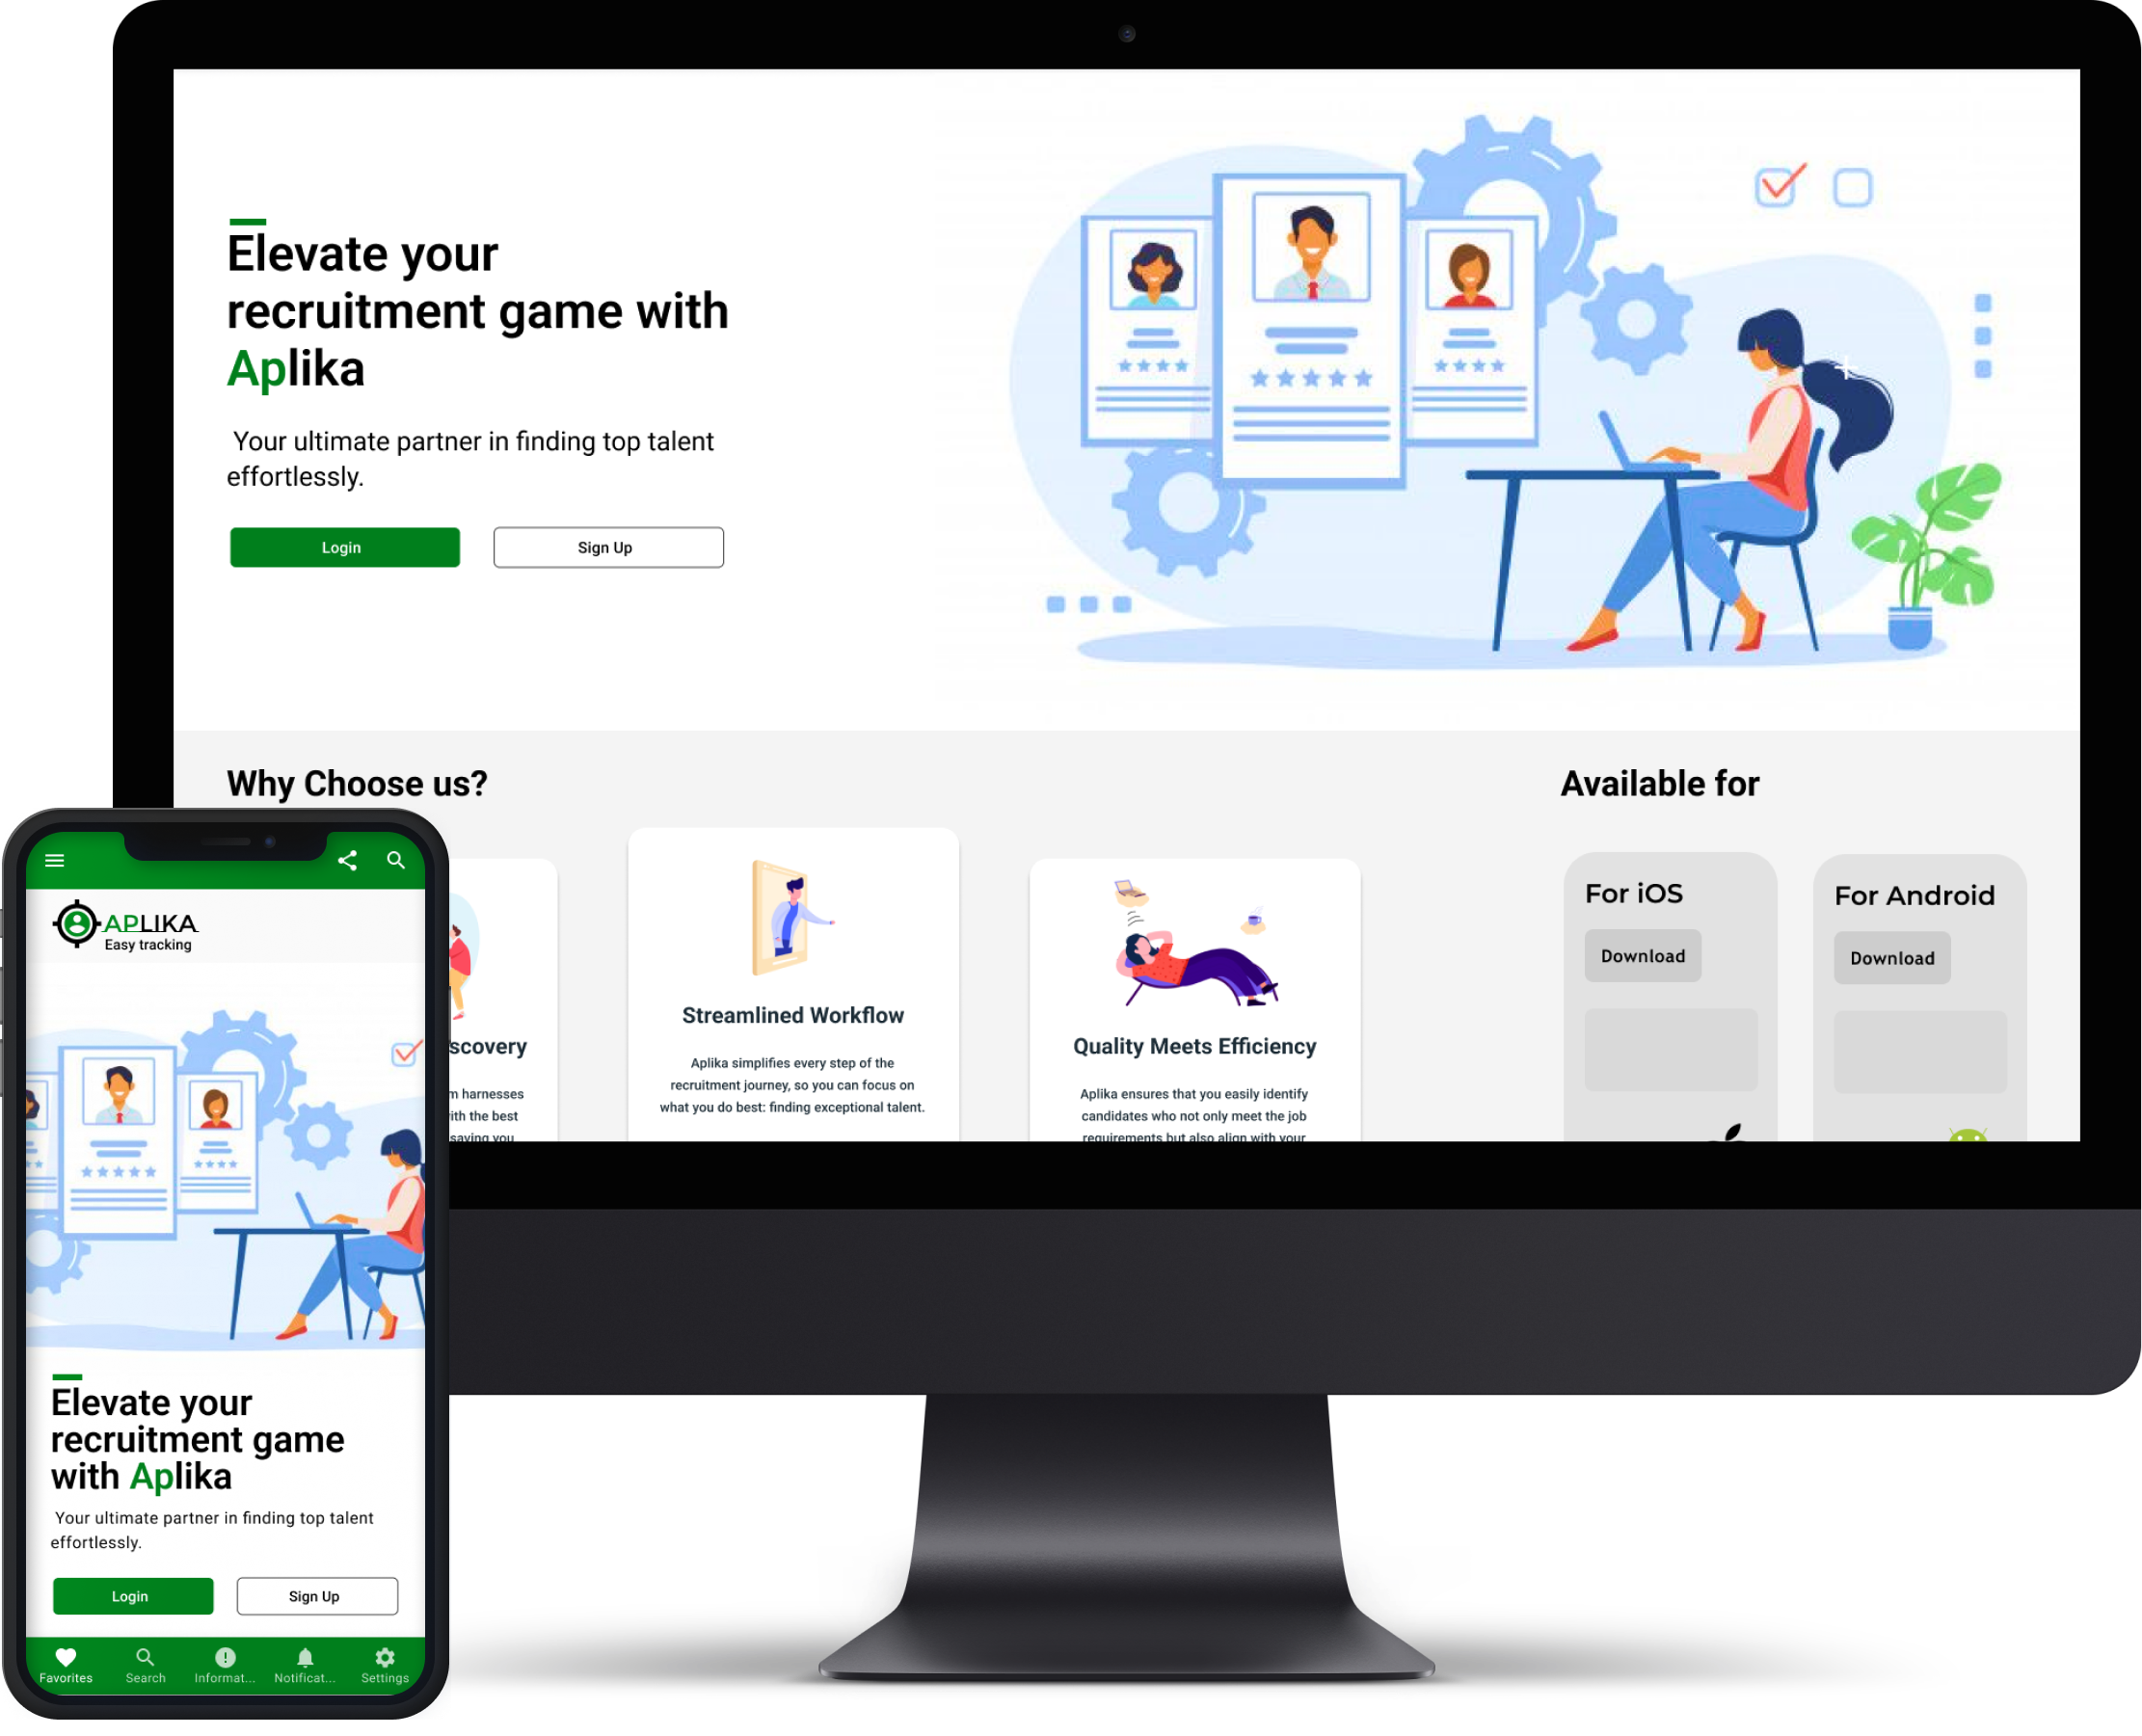 Elevate your
recruitment game with
Aplika
Your ultimate partner in finding top talent
effortlessly.
Login
Sign Up
Why Choose us?
Available for
scovery
m harnesses
ith the best
saving you
Streamlined Workflow
Aplika simplifies every step of the
recruitment journey, so you can focus on
what you do best: finding exceptional talent.
Quality Meets Efficiency
Aplika ensures that you easily identify
candidates who not only meet the job
requirements but also align with your
For iOS
Download
For Android
Download
APLIKA
Easy tracking
Elevate your
recruitment game
with Aplika
Your ultimate partner in finding top talent
effortlessly.
Login
Sign Up
Favorites
Search
Informat...
Notificat...
Settings